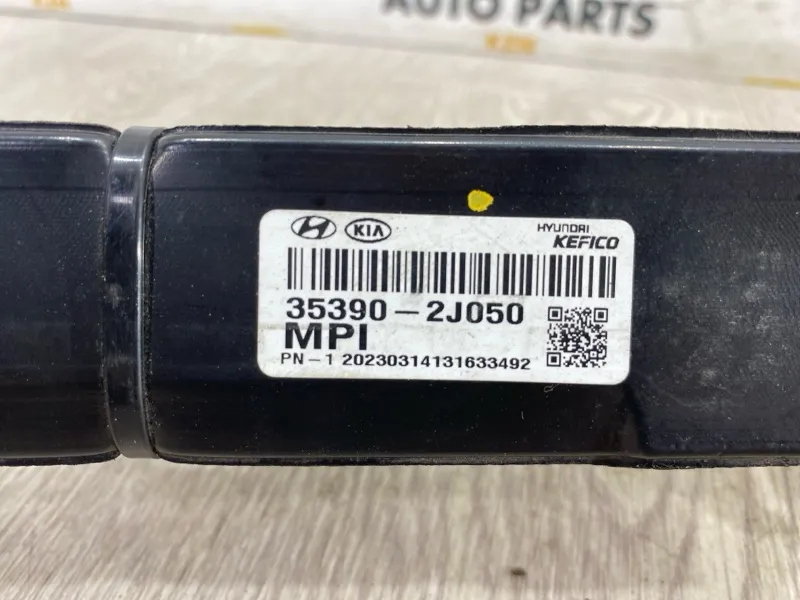 AUTO PARTS
KIA
HYUNDAI
KEFICO
35390-2J050
MPI
PN-1 20230314131633492